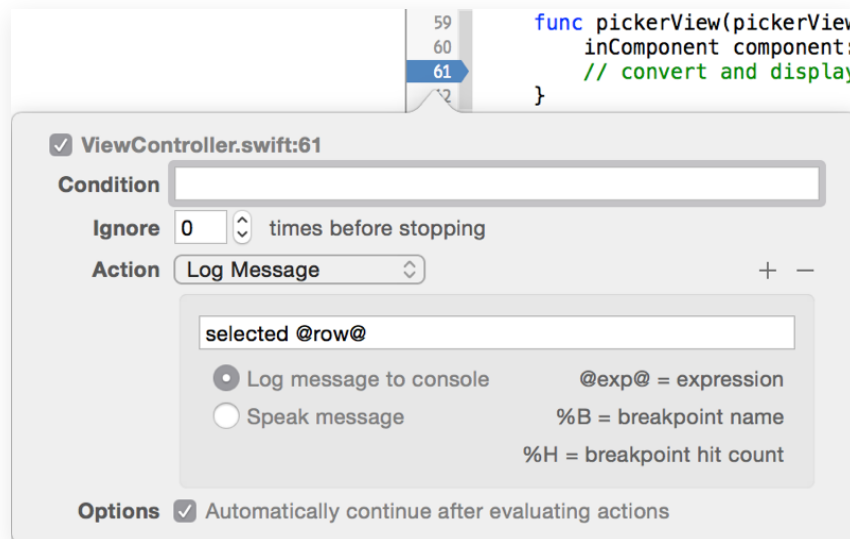 59 func pickerView(pickerView
60 inComponent component:
61 // convert and display
}
ViewController.swift:61
Condition
Ignore 0 times before stopping
Action Log Message + −
selected @row@
Log message to console @exp@ = expression
Speak message %B = breakpoint name
%H = breakpoint hit count
Options Automatically continue after evaluating actions